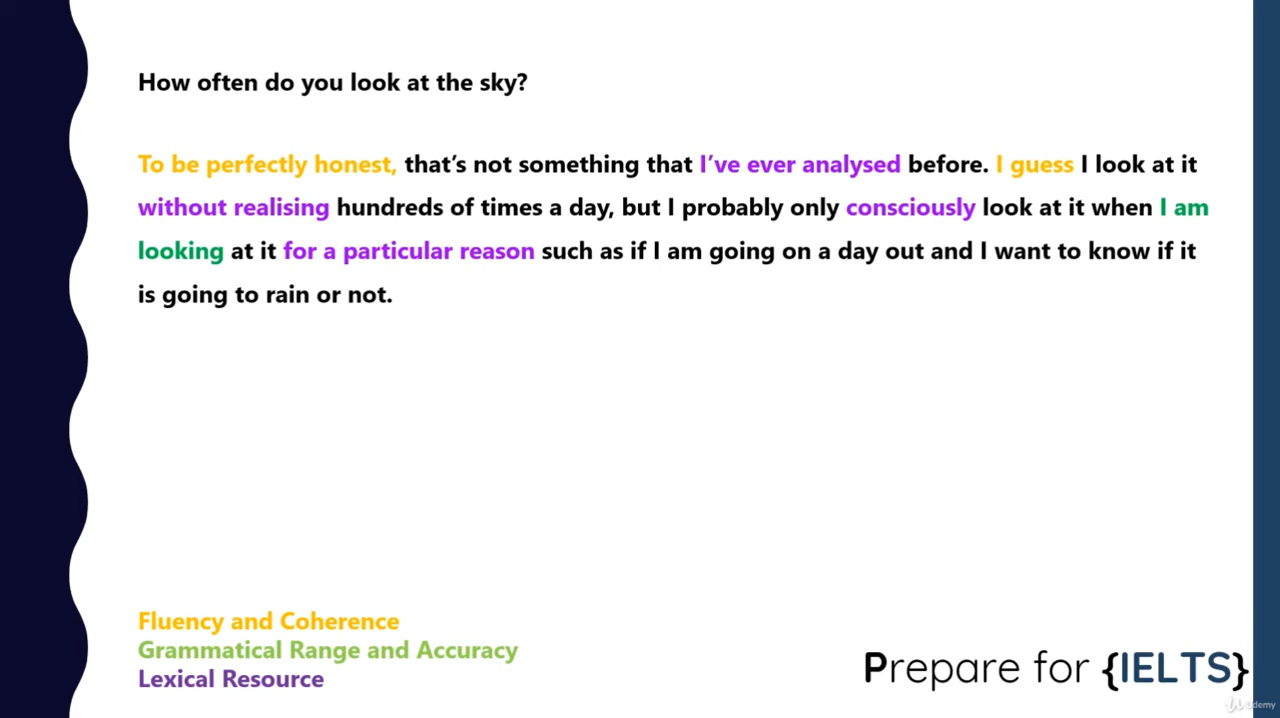 How often do you look at the sky?
To be perfectly honest, that's not something that I've ever analysed before. I guess I look at it
without realising hundreds of times a day, but I probably only consciously look at it when I am
looking at it for a particular reason such as if I am going on a day out and I want to know if it
is going to rain or not.
Fluency and Coherence
Grammatical Range and Accuracy
Lexical Resource
Prepare for {IELTS}
Udemy